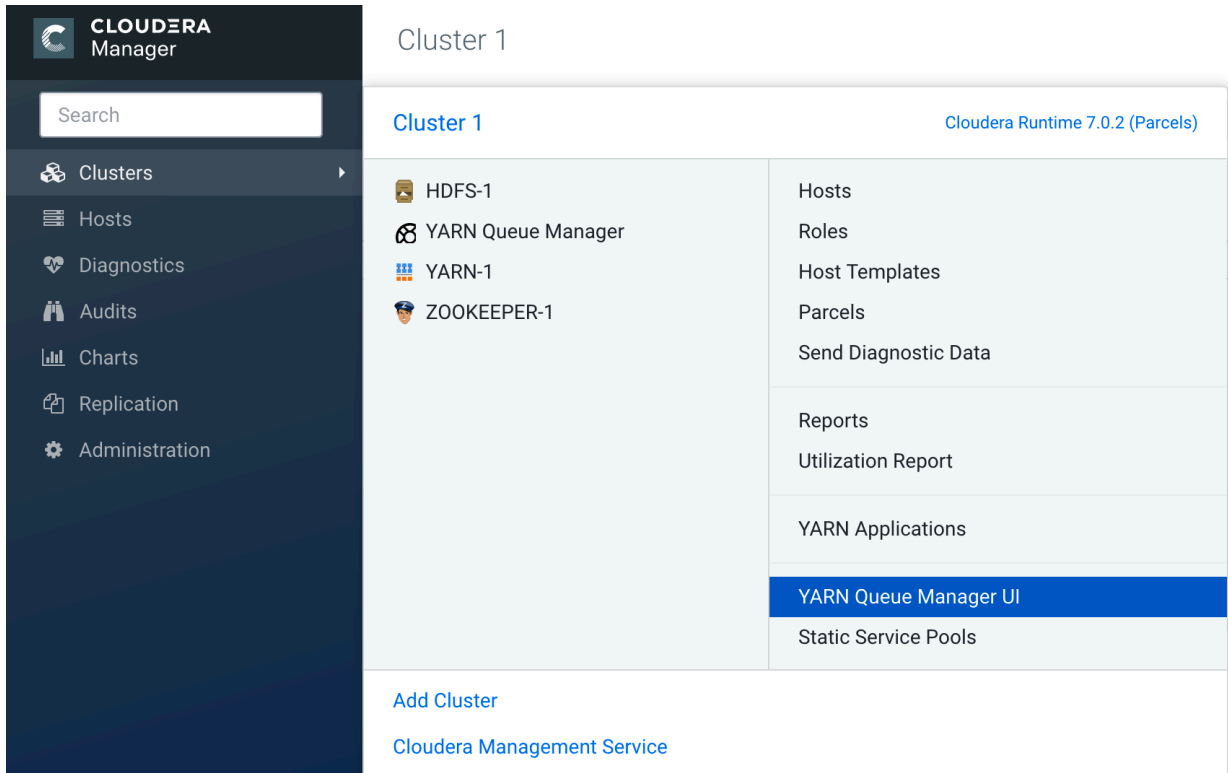 CLOUDERA
Manager
Search
Clusters
Hosts
Diagnostics
Audits
Charts
Replication
Administration
Cluster 1
Cluster 1
Cloudera Runtime 7.0.2 (Parcels)
HDFS-1
YARN Queue Manager
YARN-1
ZOOKEEPER-1
Hosts
Roles
Host Templates
Parcels
Send Diagnostic Data
Reports
Utilization Report
YARN Applications
YARN Queue Manager UI
Static Service Pools
Add Cluster
Cloudera Management Service